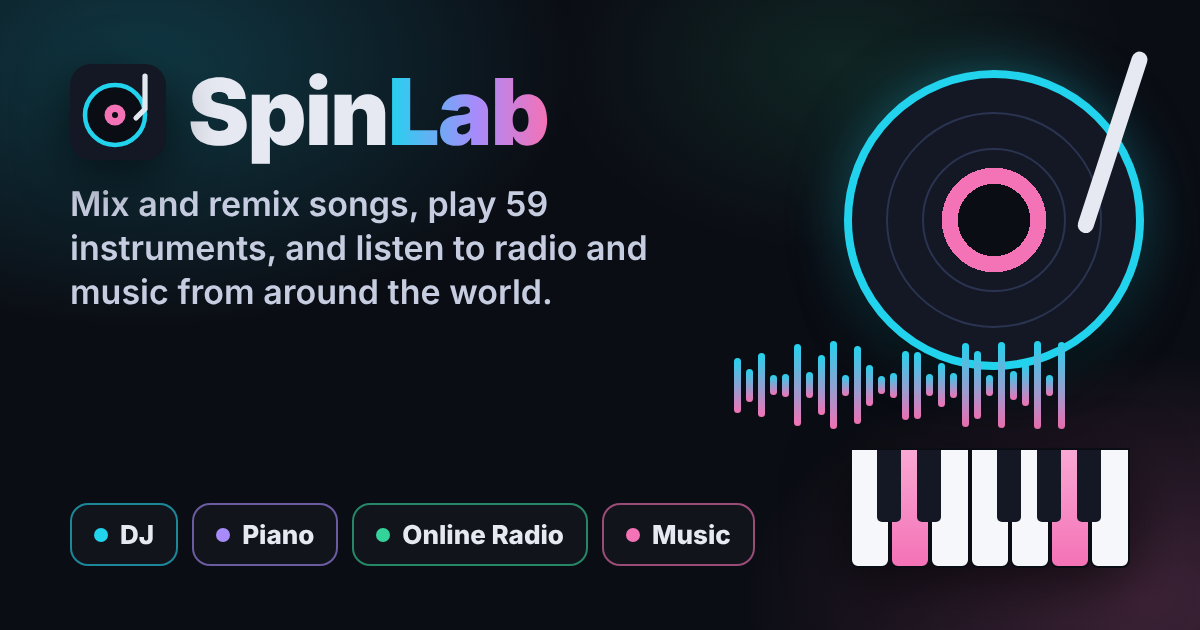 SpinLab
Mix and remix songs, play 59
instruments, and listen to radio and
music from around the world.
DJ
Piano
Online Radio
Music